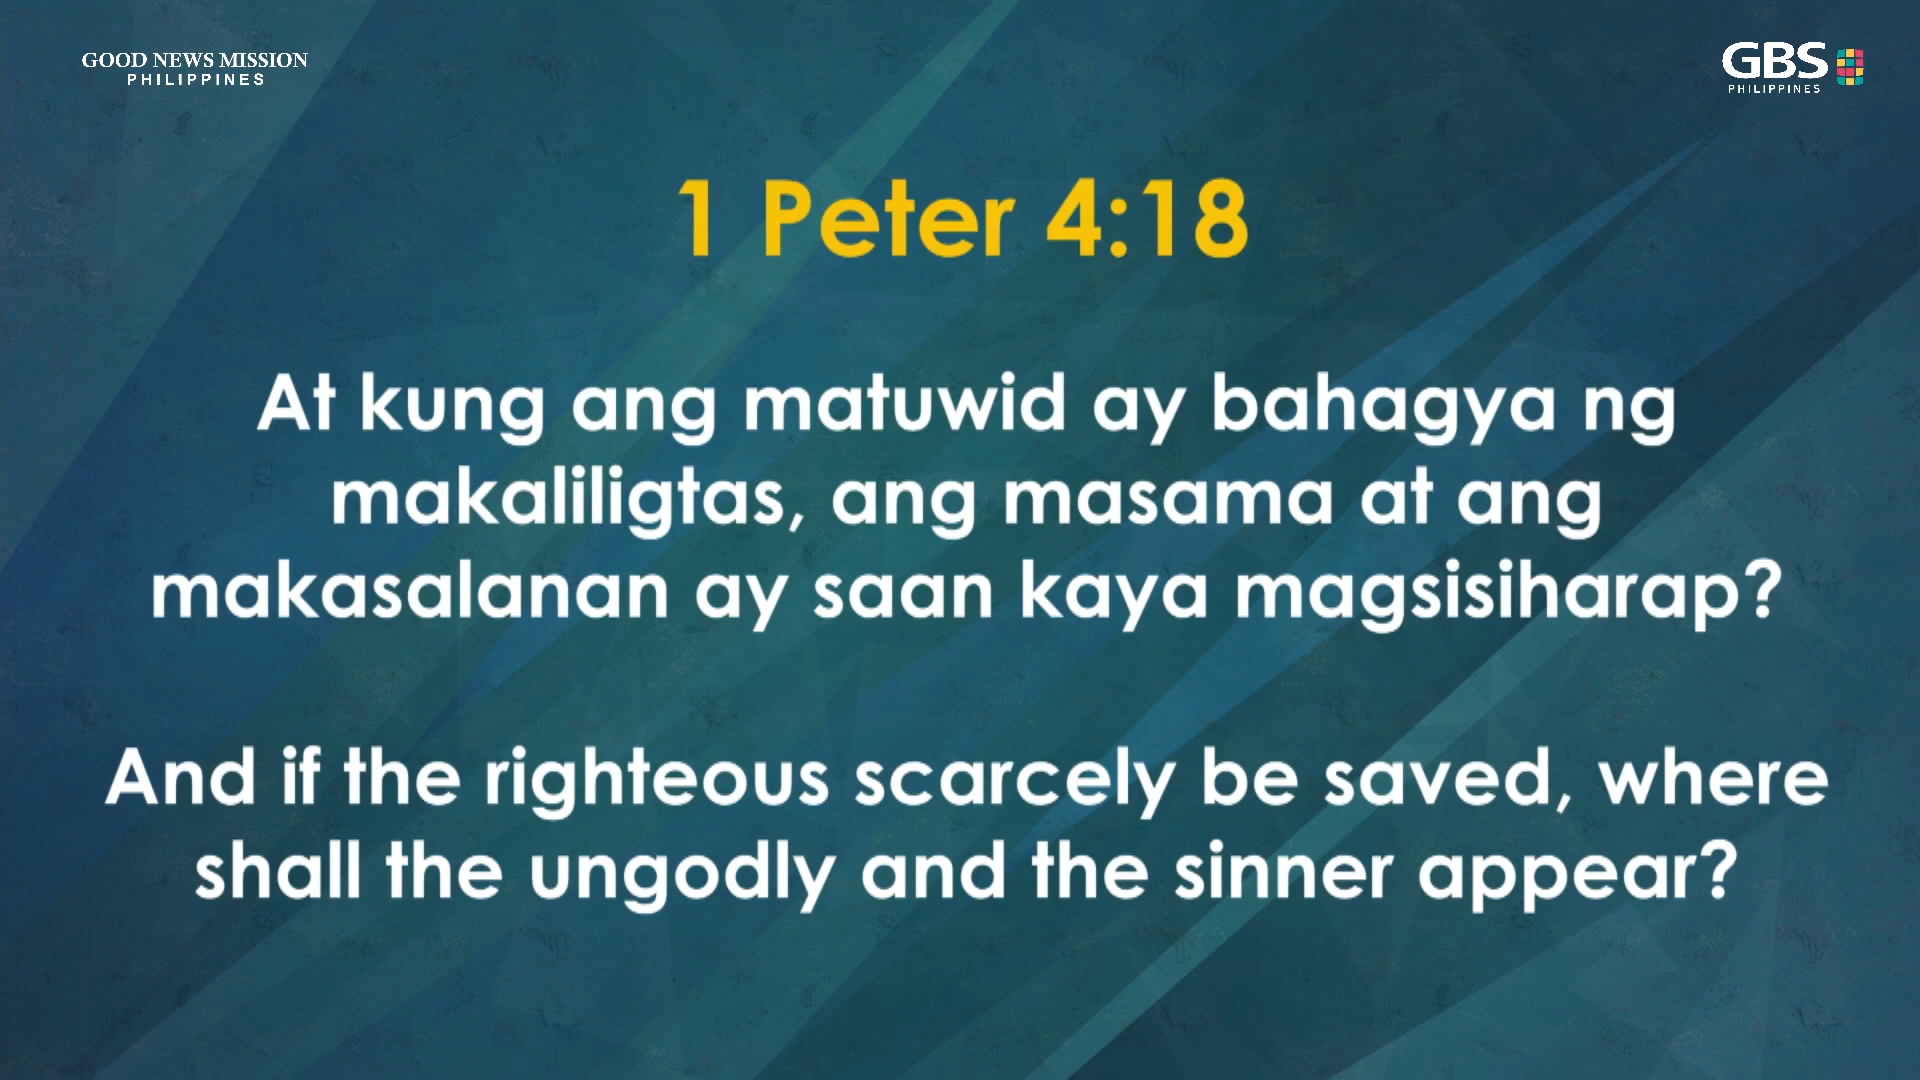 GOOD NEWS MISSION
PHILIPPINES
GBS
PHILIPPINES
1 Peter 4:18
At kung ang matuwid ay bahagya ng
makaliligtas, ang masama at ang
makasalanan ay saan kaya magsisiharap?
And if the righteous scarcely be saved, where
shall the ungodly and the sinner appear?